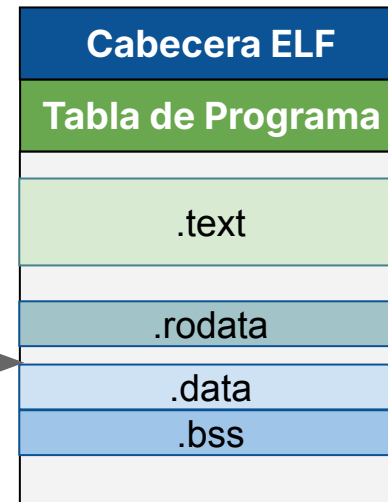 Cabecera ELF
Tabla de Programa
.text
.rodata
.data
.bss